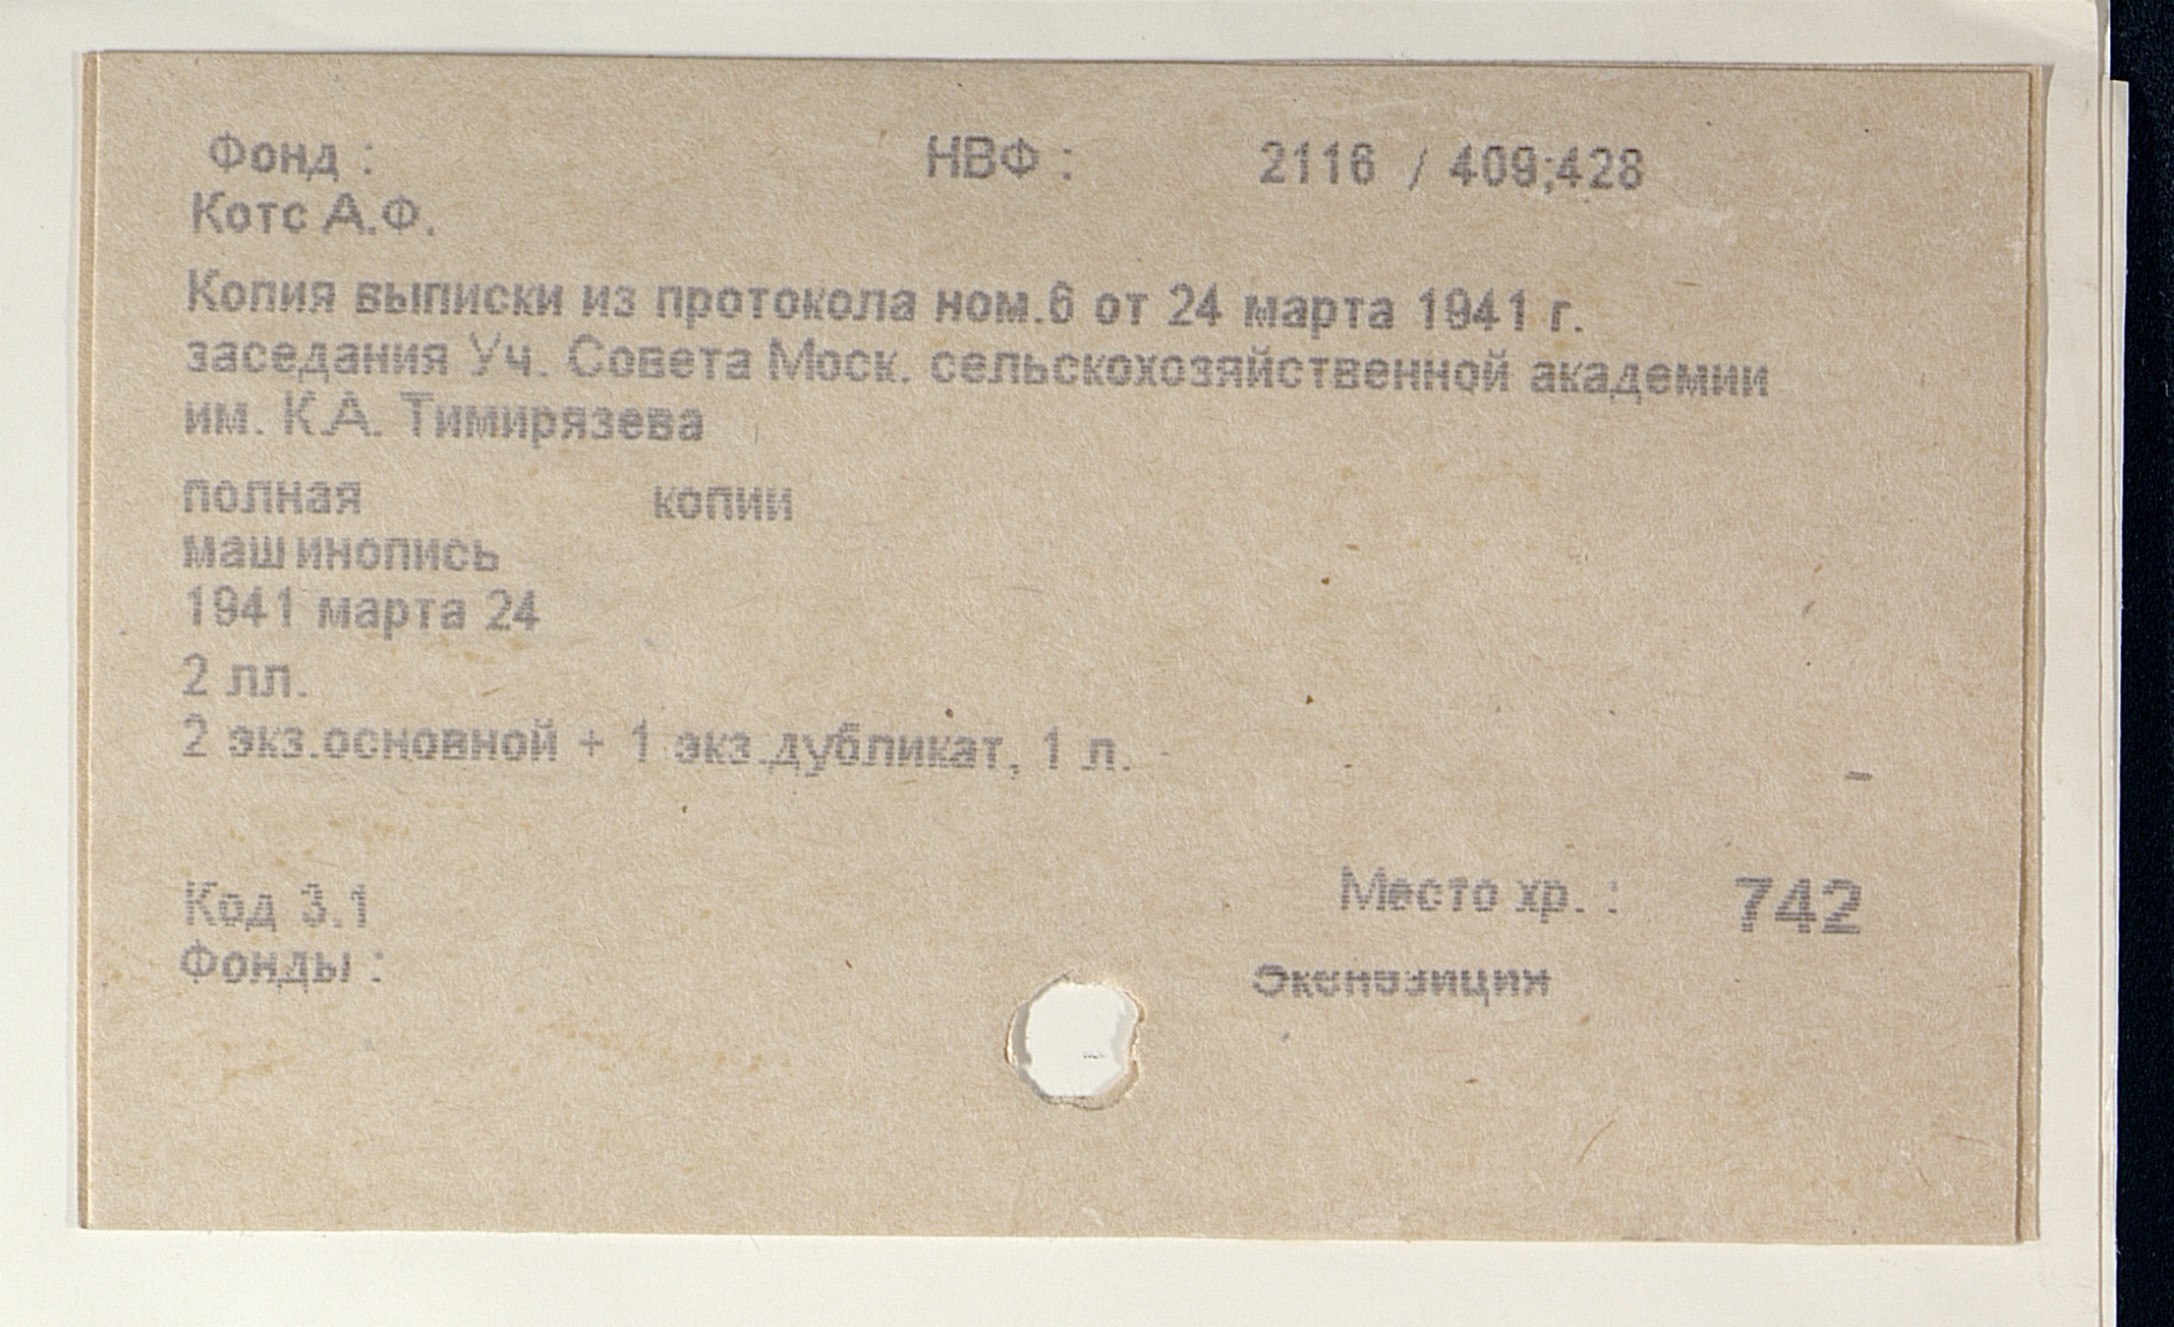 Фонд : НВФ : 2116 / 409;428
Котс А.Ф.
Копия выписки из протокола ном.6 от 24 марта 1941 г.
заседания Уч. Совета Моск. сельскохозяйственной академии
им. К.А. Тимирязева
полная копии
машинопись
1941 марта 24
2 лл.
2 экз.основной + 1 экз.дубликат, 1 л.
Код 3.1 Место хр. : 742
Фонды : Экспозиция